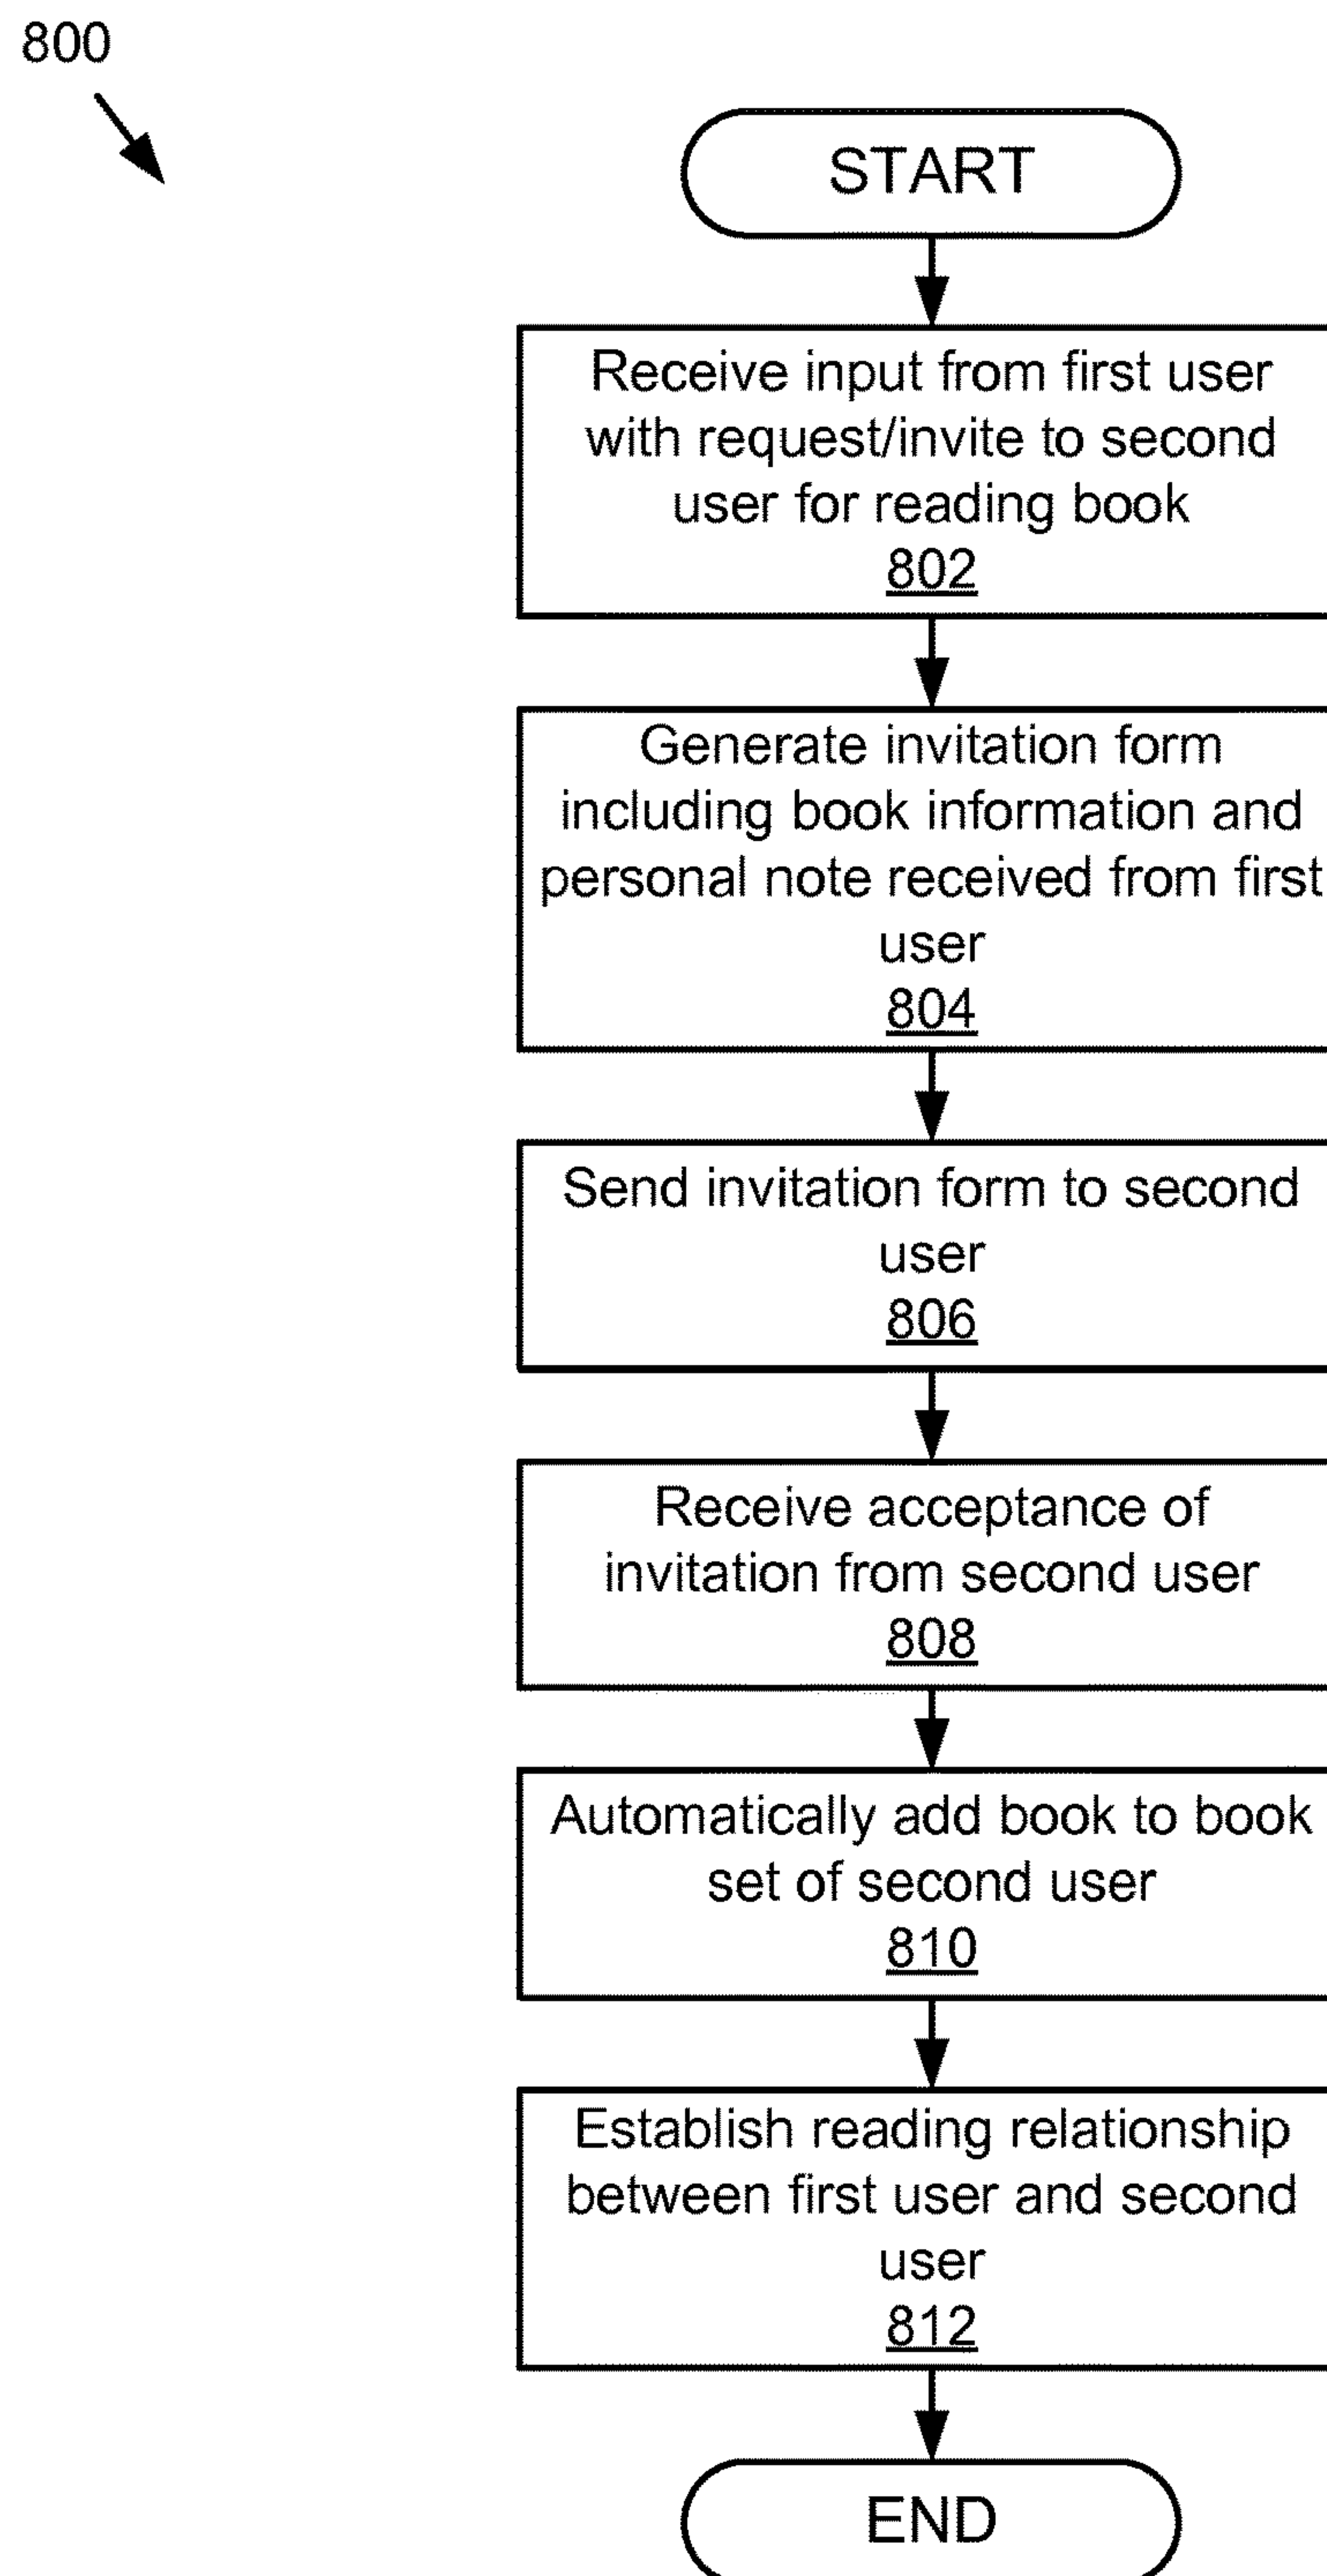 800
START
Receive input from first user
with request/invite to second
user for reading book
802
Generate invitation form
including book information and
personal note received from first
user
804
Send invitation form to second
user
806
Receive acceptance of
invitation from second user
808
Automatically add book to book
set of second user
810
Establish reading relationship
between first user and second
user
812
END